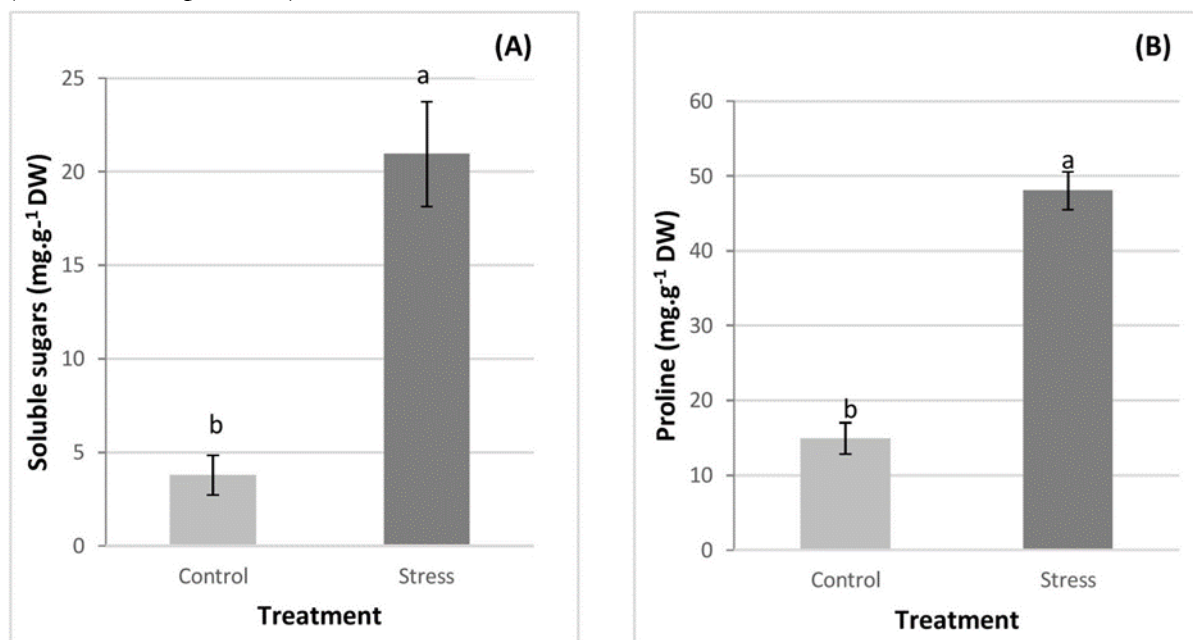 (A)
25
20
15
10
5
0
Soluble sugars (mg.g-¹ DW)
a
b
Control
Stress
Treatment
(B)
60
50
40
30
20
10
0
Proline (mg.g-¹ DW)
a
b
Control
Stress
Treatment